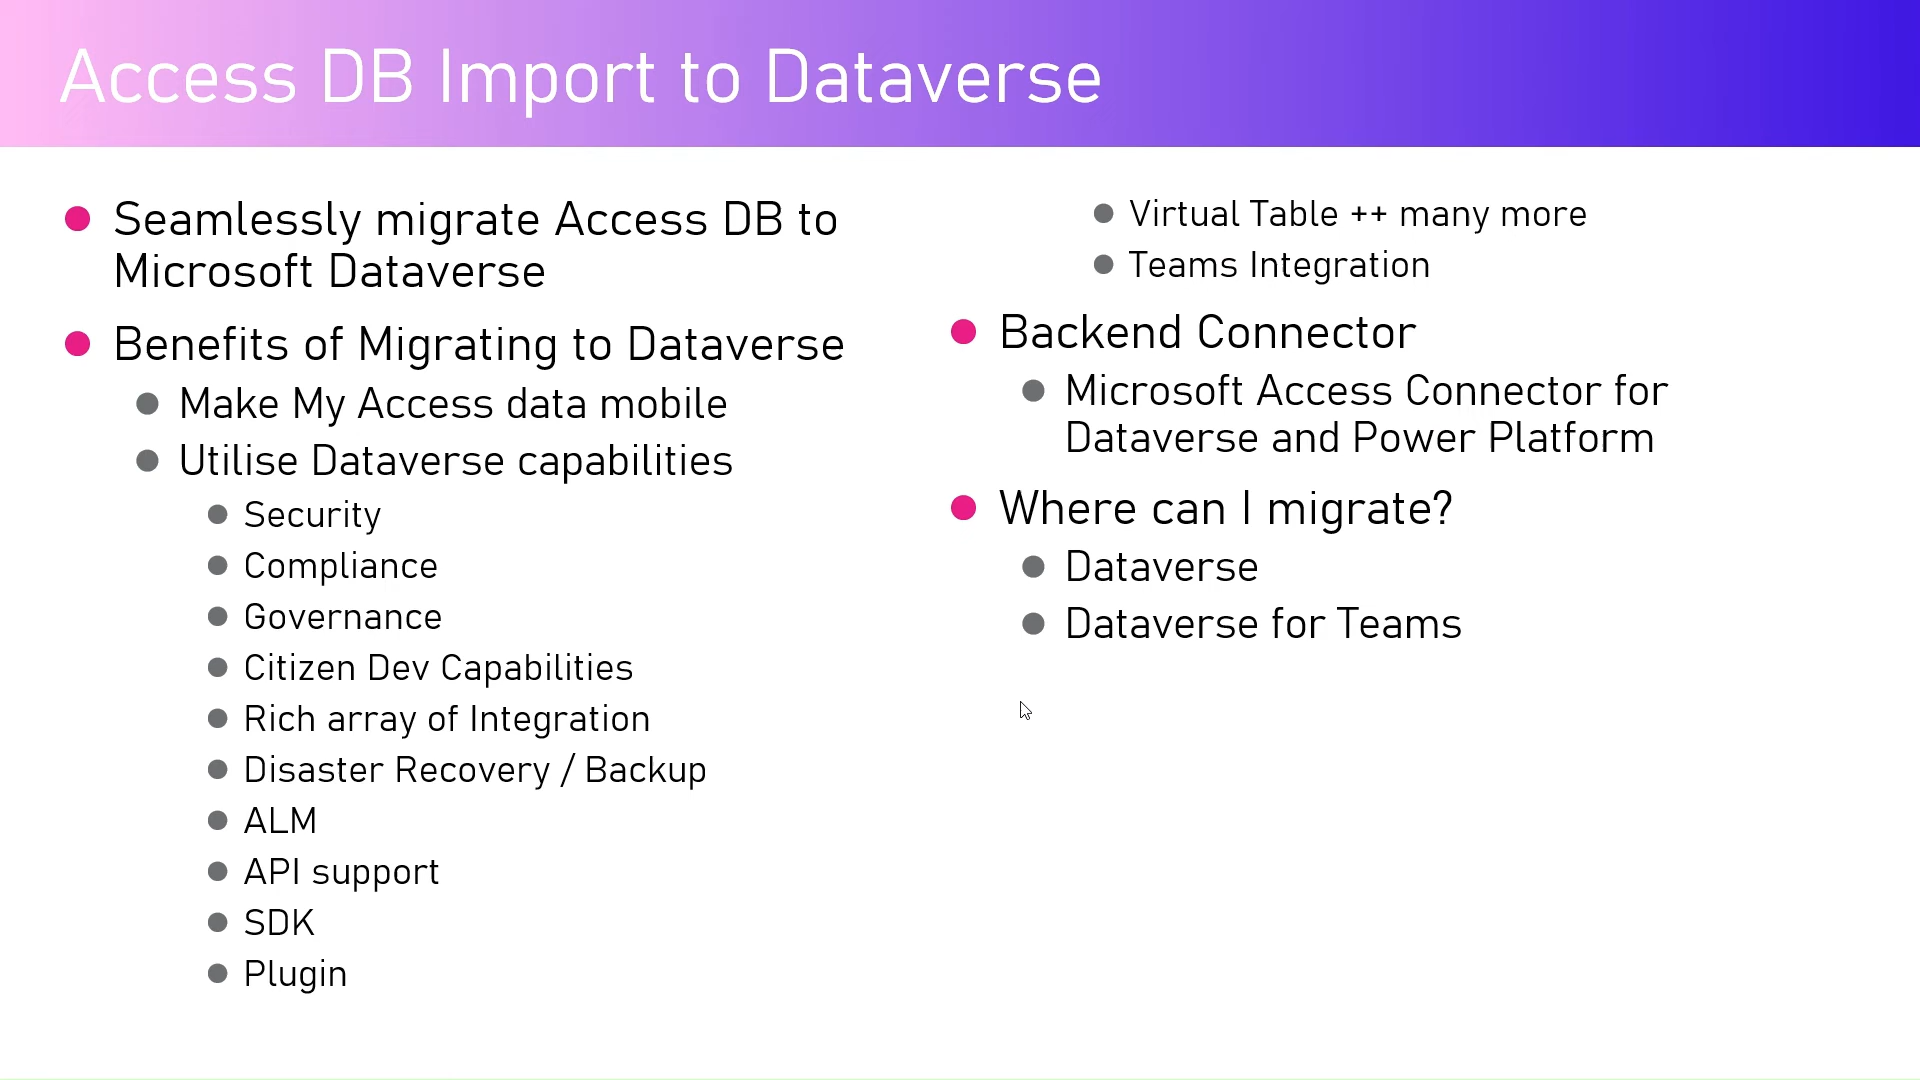 Access DB Import to Dataverse
Seamlessly migrate Access DB to
Microsoft Dataverse
Benefits of Migrating to Dataverse
Make My Access data mobile
Utilise Dataverse capabilities
Security
Compliance
Governance
Citizen Dev Capabilities
Rich array of Integration
Disaster Recovery / Backup
ALM
API support
SDK
Plugin
Virtual Table ++ many more
Teams Integration
Backend Connector
Microsoft Access Connector for
Dataverse and Power Platform
Where can I migrate?
Dataverse
Dataverse for Teams